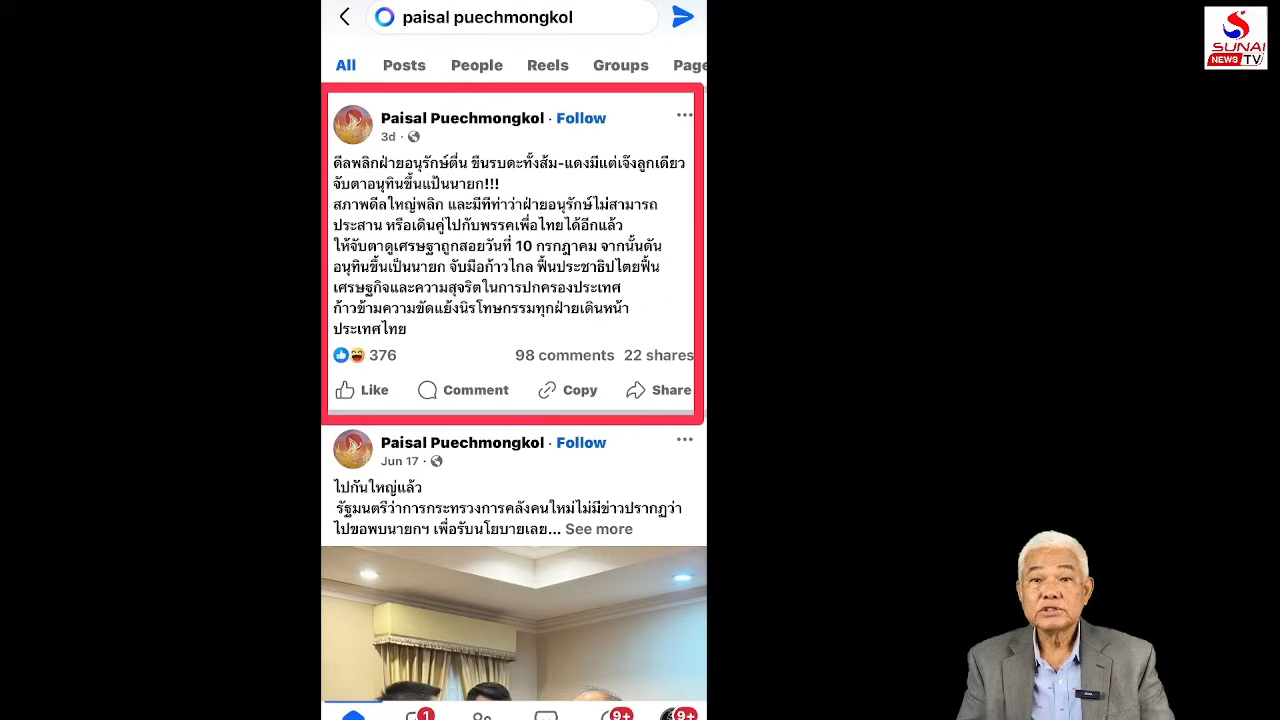 paisal puechmongkol
All Posts People Reels Groups Page
Paisal Puechmongkol · Follow
3d ·
ดีลพลิกฝ่ายอนุรักษ์ตื่น ขืนรบดะทั้งส้ม-แดงมีแต่เจ๊งลูกเดียว
จับตาอนุทินขึ้นแป้นนายก!!!
สภาพดีลใหญ่พลิก และมีทีท่าว่าฝ่ายอนุรักษ์ไม่สามารถ
ประสาน หรือเดินคู่ไปกับพรรคเพื่อไทยได้อีกแล้ว
ให้จับตาดูเศรษฐาถูกสอยวันที่ 10 กรกฎาคม จากนั้นดัน
อนุทินขึ้นเป็นนายก จับมือก้าวไกล ฟื้นประชาธิปไตยฟื้น
เศรษฐกิจและความสุจริตในการปกครองประเทศ
ก้าวข้ามความขัดแย้งนิรโทษกรรมทุกฝ่ายเดินหน้า
ประเทศไทย
376 98 comments 22 shares
Like Comment Copy Share
Paisal Puechmongkol · Follow
Jun 17 ·
ไปกันใหญ่แล้ว
รัฐมนตรีว่าการกระทรวงการคลังคนใหม่ไม่มีข่าวปรากฏว่า
ไปขอพบนายกฯ เพื่อรับนโยบายเลย... See more
1 9+ 9+
SUNAI
NEWS TV